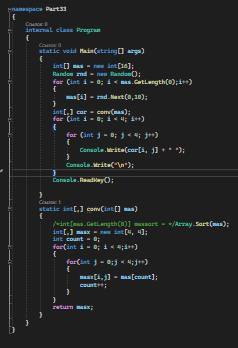 namespace Part33
{
Ссылок: 0
internal class Program
{
Ссылок: 0
static void Main(string[] args)
{
int[] mas = new int[16];
Random rnd = new Random();
for (int i = 0; i < mas.GetLength(0);i++)
{
mas[i] = rnd.Next(0,10);
}
int[,] cor = conv(mas);
for (int i = 0; i < 4; i++)
{
for (int j = 0; j < 4; j++)
{
Console.Write(cor[i, j] + " ");
}
Console.Write("\n");
}
Console.ReadKey();

}
Ссылок: 1
static int[,] conv(int[] mas)
{
/*int[mas.GetLength(0)] massort = */Array.Sort(mas);
int[,] masx = new int[4, 4];
int count = 0;
for(int i = 0; i < 4;i++)
{
for(int j = 0;j < 4;j++)
{
masx[i,j] = mas[count];
count++;
}
}
return masx;
}
}
}